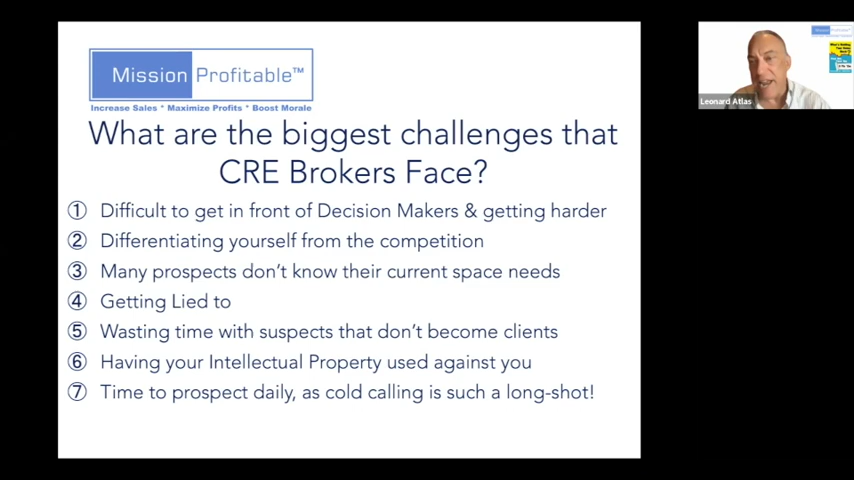 Mission Profitable™
Increase Sales * Maximize Profits * Boost Morale
What are the biggest challenges that
CRE Brokers Face?
① Difficult to get in front of Decision Makers & getting harder
② Differentiating yourself from the competition
③ Many prospects don't know their current space needs
④ Getting Lied to
⑤ Wasting time with suspects that don't become clients
⑥ Having your Intellectual Property used against you
⑦ Time to prospect daily, as cold calling is such a long-shot!
Leonard Atlas